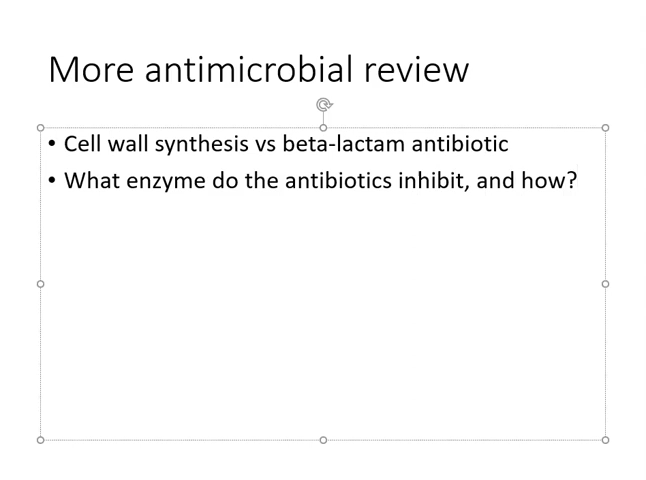 More antimicrobial review
• Cell wall synthesis vs beta-lactam antibiotic
• What enzyme do the antibiotics inhibit, and how?